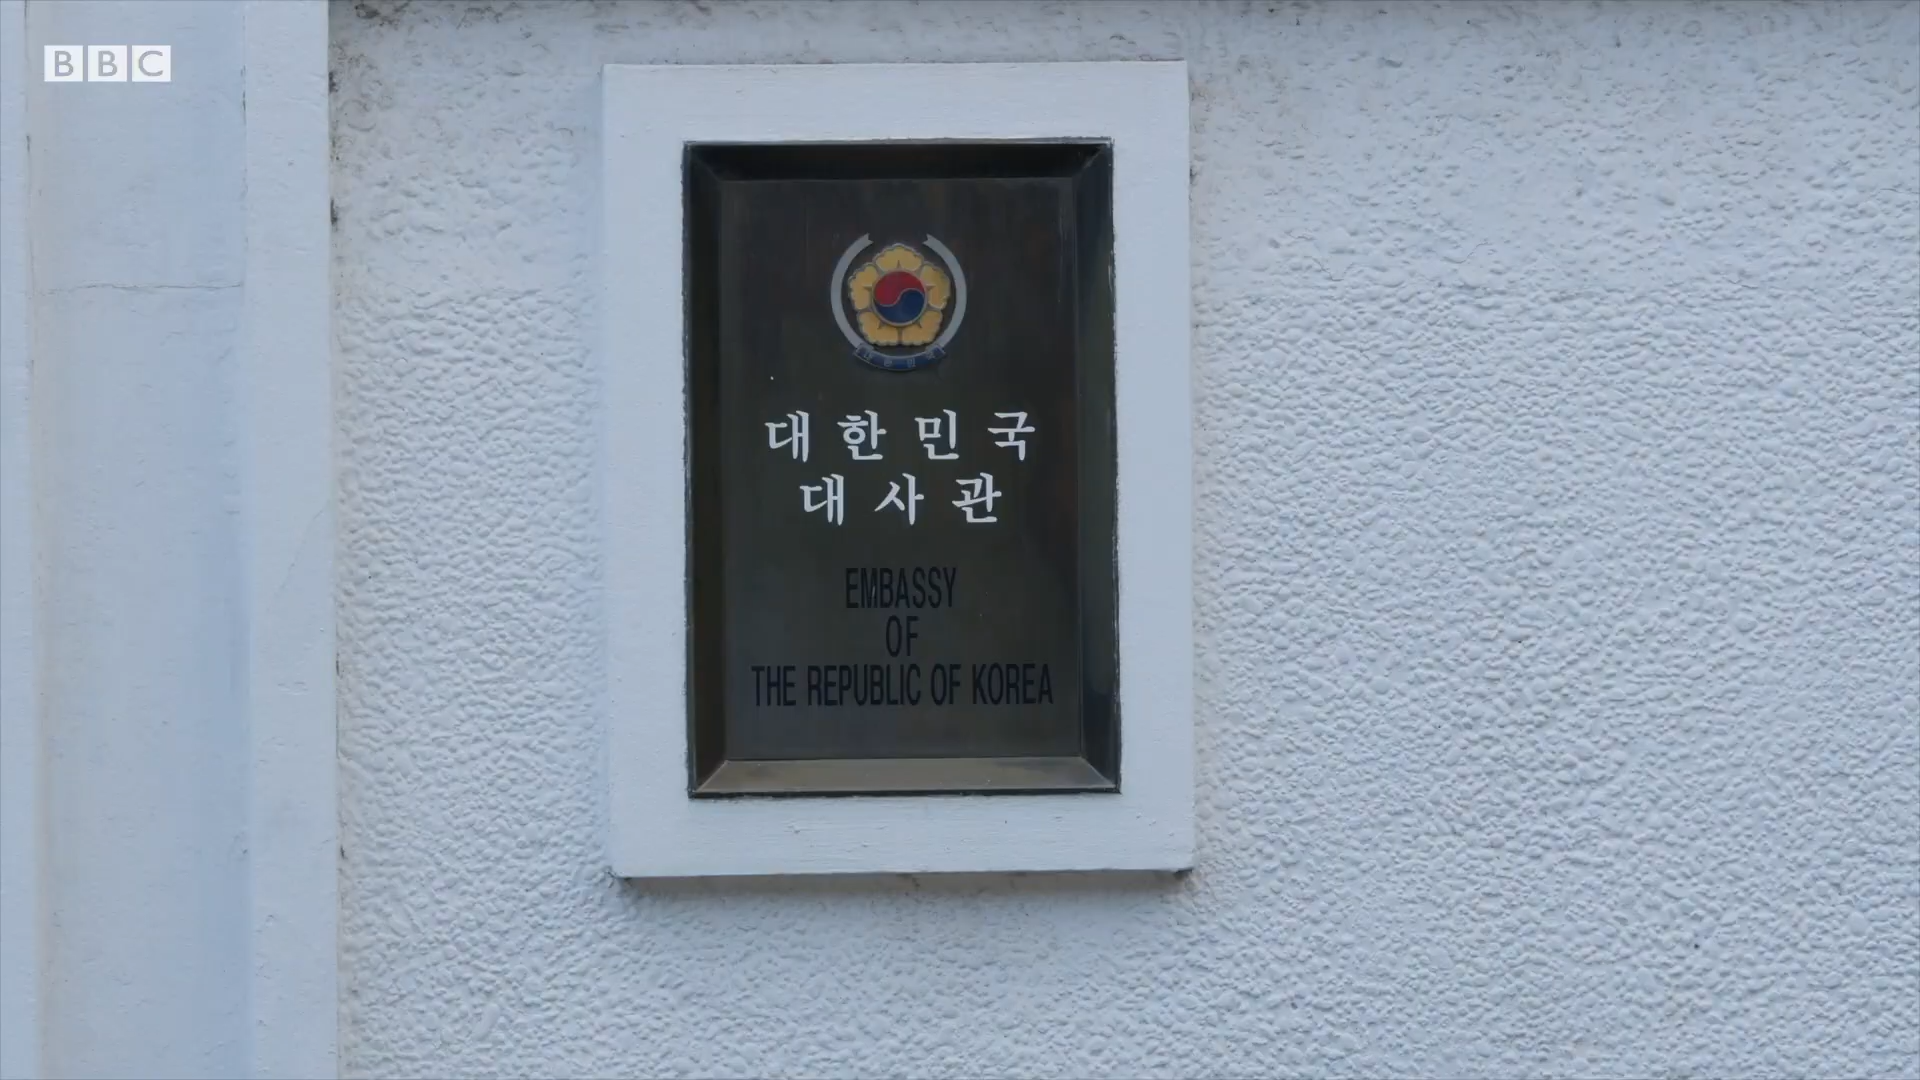 BBC
대한민국
대사관
EMBASSY
OF
THE REPUBLIC OF KOREA